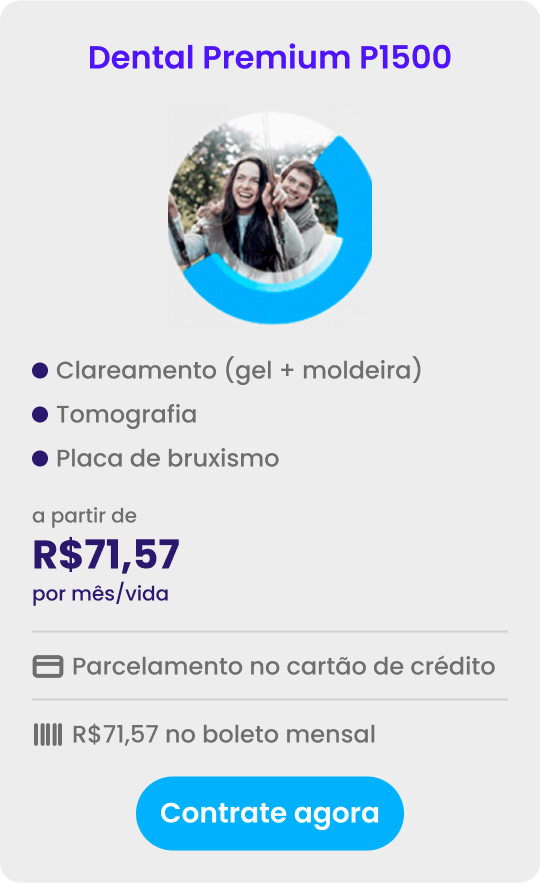 Dental Premium P1500
Clareamento (gel + moldeira)
Tomografia
Placa de bruxismo
a partir de
R$71,57
por mês/vida
Parcelamento no cartão de crédito
R$71,57 no boleto mensal
Contrate agora